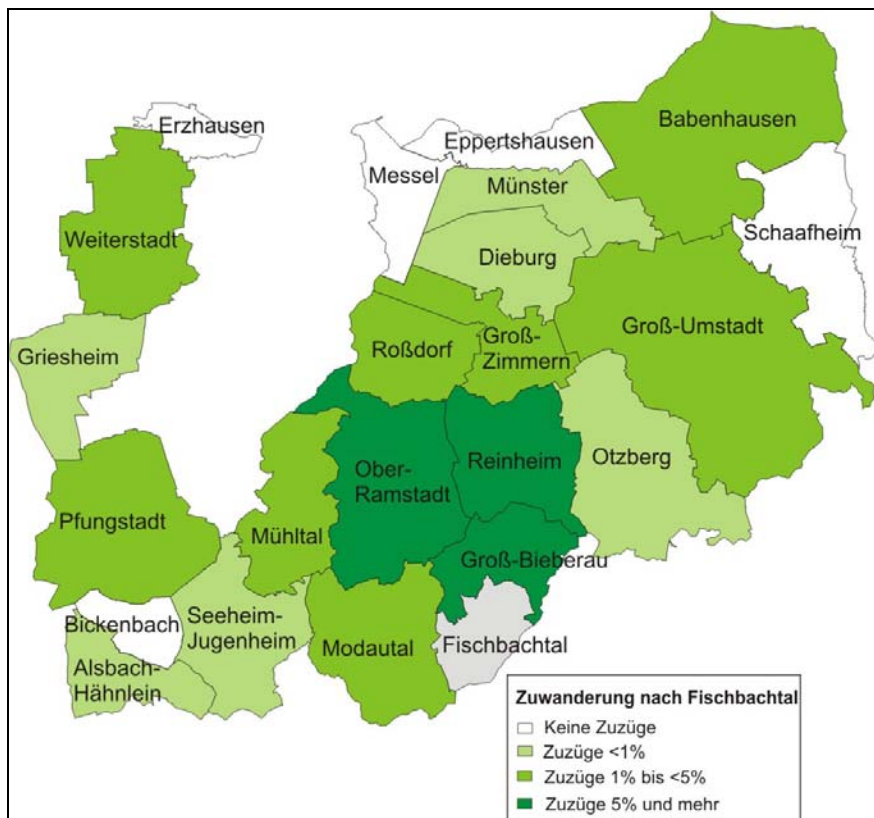 Erzhausen
Babenhausen
Eppertshausen
Messel
Münster
Schaafheim
Weiterstadt
Dieburg
Groß-Umstadt
Griesheim
Roßdorf
Groß-
Zimmern
Ober-
Ramstadt
Reinheim
Otzberg
Pfungstadt
Mühltal
Groß-Bieberau
Bickenbach
Seeheim-
Jugenheim
Modautal
Fischbachtal
Alsbach-
Hähnlein
Zuwanderung nach Fischbachtal
Keine Zuzüge
Zuzüge <1%
Zuzüge 1% bis <5%
Zuzüge 5% und mehr